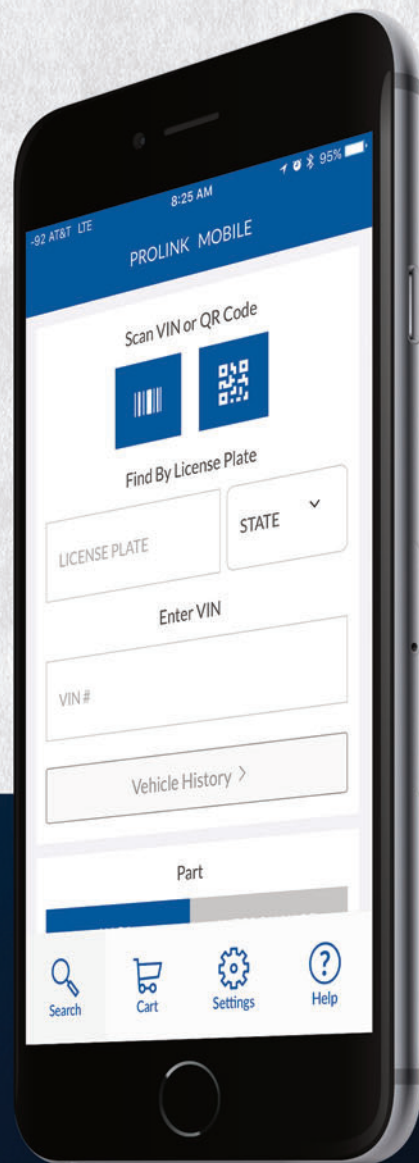 -92 AT&T LTE 8:25 AM 95%
PROLINK MOBILE
Scan VIN or QR Code
Find By License Plate
LICENSE PLATE STATE
Enter VIN
VIN #
Vehicle History >
Part
Search Cart Settings Help